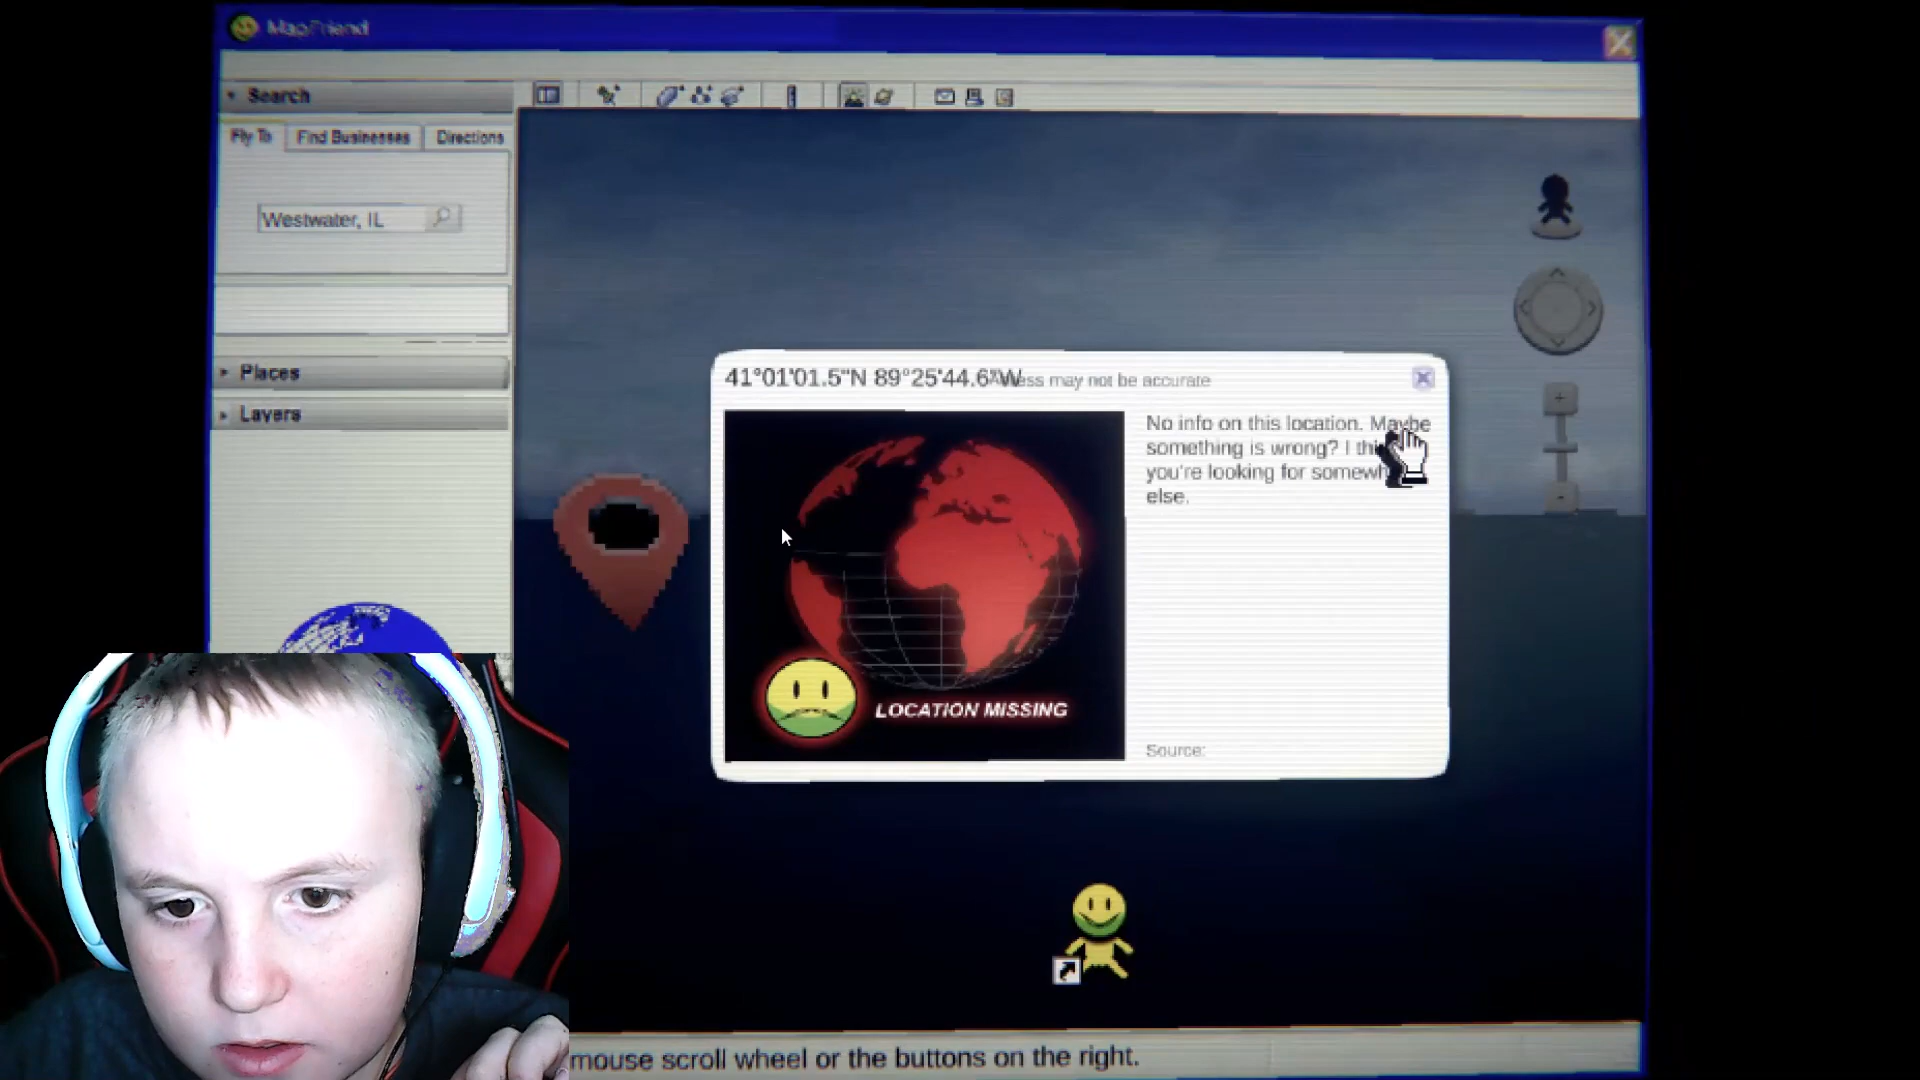 MapFriend
Search
Fly To
Find Businesses
Directions
Westwater, IL
Places
Layers
41°01'01.5"N 89°25'44.6"W
may not be accurate
No info on this location. Maybe
something is wrong? I
you're looking for
else.
LOCATION MISSING
Source:
mouse scroll wheel or the buttons on the right.